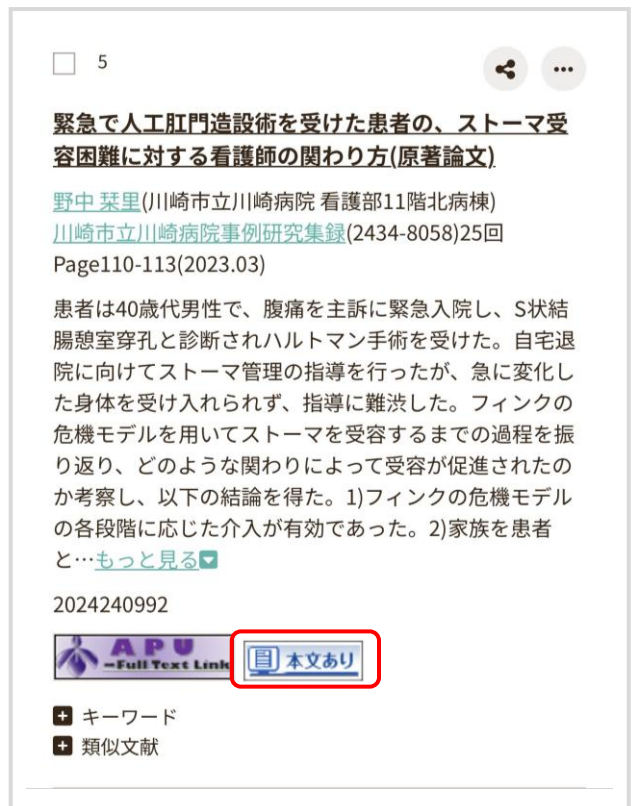 5
緊急で人工肛門造設術を受けた患者の、ストーマ受
容困難に対する看護師の関わり方(原著論文)
野中 栞里(川崎市立川崎病院 看護部11階北病棟)
川崎市立川崎病院事例研究集録(2434-8058)25回
Page110-113(2023.03)
患者は40歳代男性で、腹痛を主訴に緊急入院し、S状結
腸憩室穿孔と診断されハルトマン手術を受けた。自宅退
院に向けてストーマ管理の指導を行ったが、急に変化し
た身体を受け入れられず、指導に難渋した。フィンクの
危機モデルを用いてストーマを受容するまでの過程を振
り返り、どのような関わりによって受容が促進されたの
か考察し、以下の結論を得た。1)フィンクの危機モデル
の各段階に応じた介入が有効であった。2)家族を患者
と…もっと見る
2024240992
APU -Full Text Link 本文あり
キーワード
類似文献